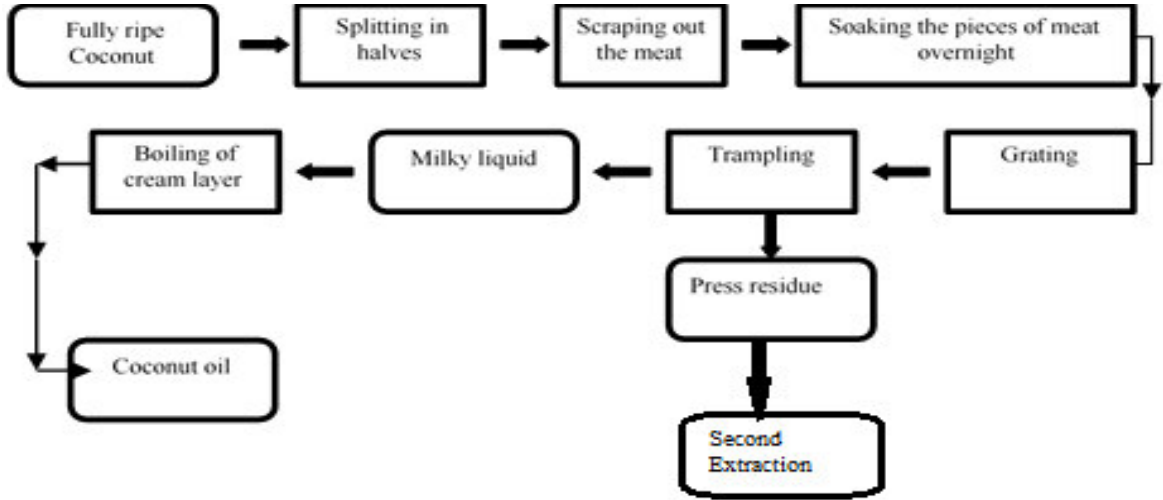 Fully ripe
Coconut
Splitting in
halves
Scraping out
the meat
Soaking the pieces of meat
overnight
Grating
Trampling
Milky liquid
Boiling of
cream layer
Press residue
Coconut oil
Second
Extraction